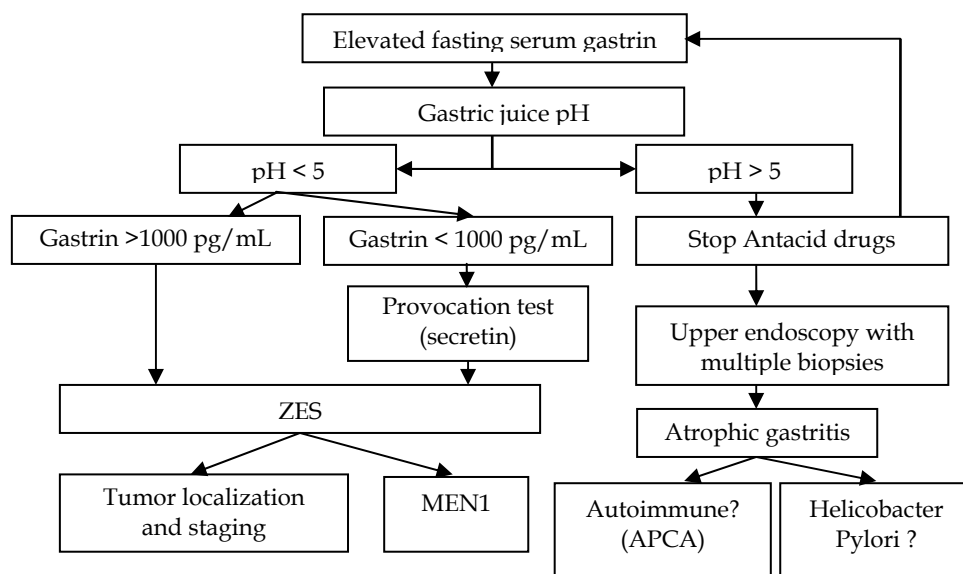 Elevated fasting serum gastrin
Gastric juice pH
pH < 5
pH > 5
Gastrin >1000 pg/mL
Gastrin < 1000 pg/mL
Stop Antacid drugs
Provocation test
(secretin)
Upper endoscopy with
multiple biopsies
ZES
Atrophic gastritis
Tumor localization
and staging
MEN1
Autoimmune?
(APCA)
Helicobacter
Pylori ?